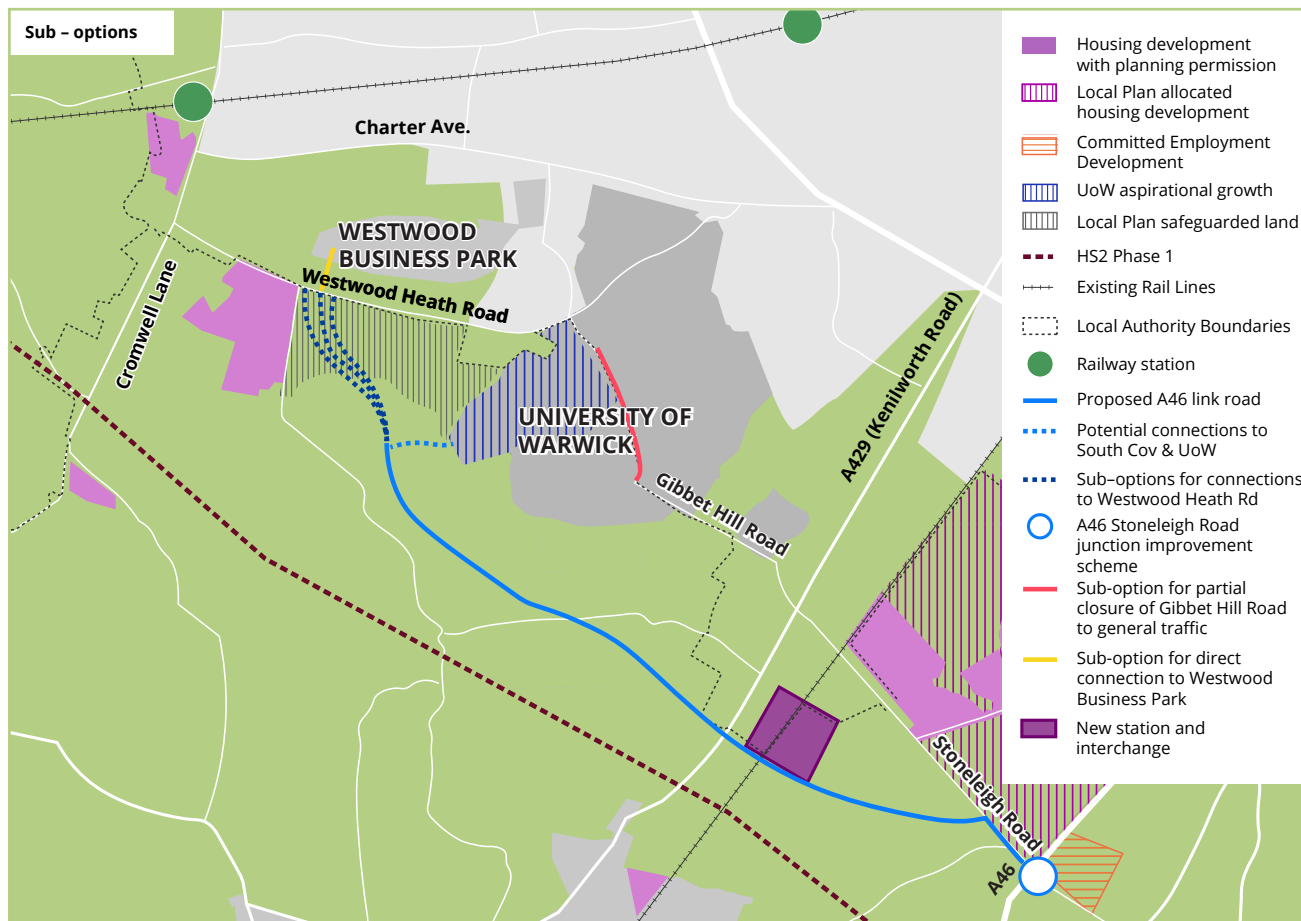 Sub – options
Charter Ave.
WESTWOOD
BUSINESS PARK
Westwood Heath Road
Cromwell Lane
UNIVERSITY OF
WARWICK
Gibbet Hill Road
A429 (Kenilworth Road)
Stoneleigh Road
A46
Housing development
with planning permission
Local Plan allocated
housing development
Committed Employment
Development
UoW aspirational growth
Local Plan safeguarded land
HS2 Phase 1
Existing Rail Lines
Local Authority Boundaries
Railway station
Proposed A46 link road
Potential connections to
South Cov & UoW
Sub–options for connections
to Westwood Heath Rd
A46 Stoneleigh Road
junction improvement
scheme
Sub-option for partial
closure of Gibbet Hill Road
to general traffic
Sub-option for direct
connection to Westwood
Business Park
New station and
interchange